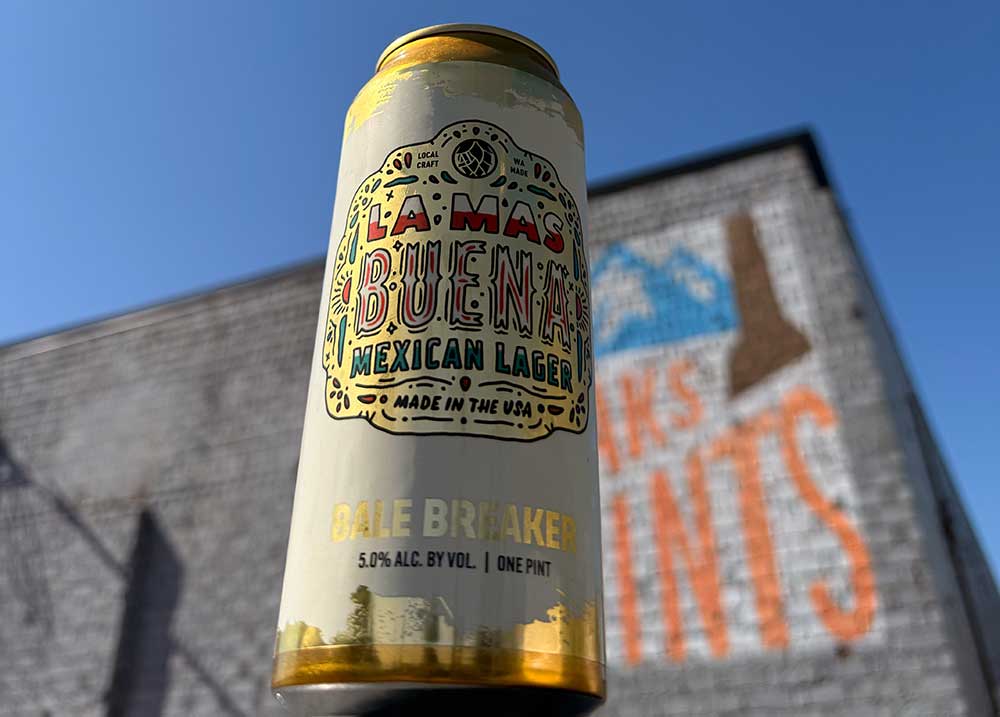 LOCAL
CRAFT
WA
MADE
LA MAS
BUENA
MEXICAN LAGER
MADE IN THE USA
BALE BREAKER
5.0% ALC. BY VOL. | ONE PINT
AKS
INTS